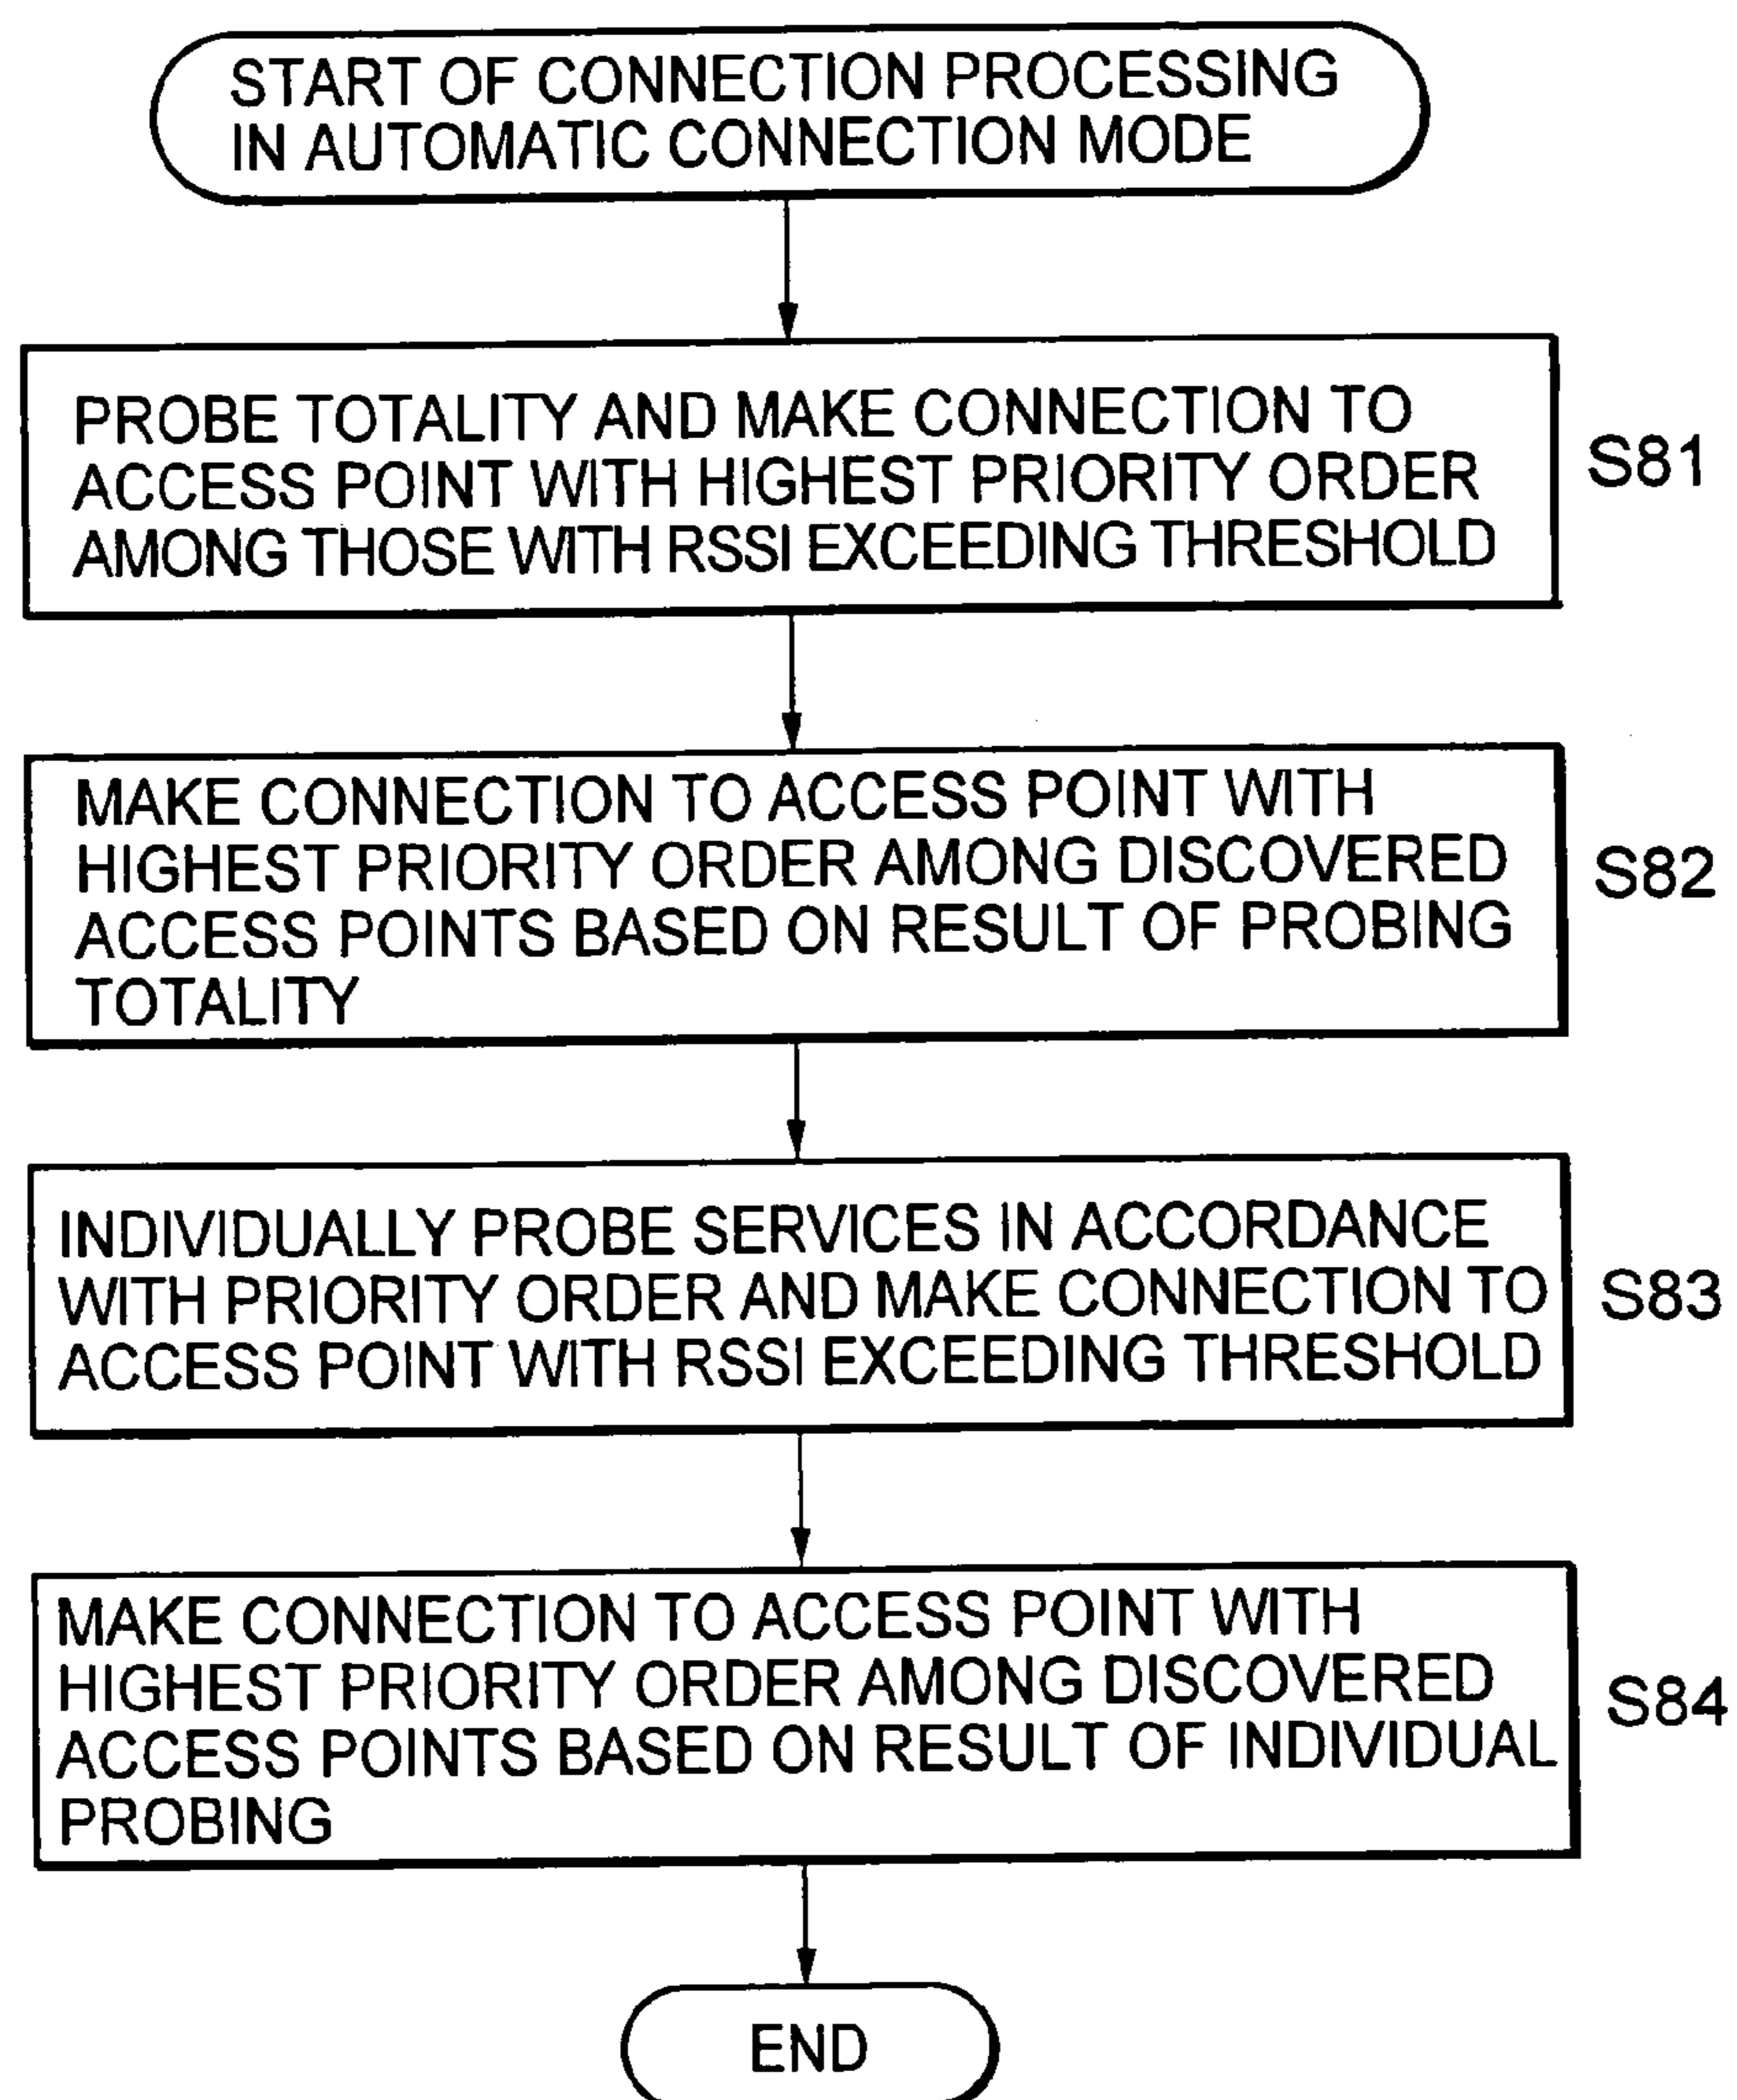 START OF CONNECTION PROCESSING
IN AUTOMATIC CONNECTION MODE
PROBE TOTALITY AND MAKE CONNECTION TO
ACCESS POINT WITH HIGHEST PRIORITY ORDER
AMONG THOSE WITH RSSI EXCEEDING THRESHOLD
S81
MAKE CONNECTION TO ACCESS POINT WITH
HIGHEST PRIORITY ORDER AMONG DISCOVERED
ACCESS POINTS BASED ON RESULT OF PROBING
TOTALITY
S82
INDIVIDUALLY PROBE SERVICES IN ACCORDANCE
WITH PRIORITY ORDER AND MAKE CONNECTION TO
ACCESS POINT WITH RSSI EXCEEDING THRESHOLD
S83
MAKE CONNECTION TO ACCESS POINT WITH
HIGHEST PRIORITY ORDER AMONG DISCOVERED
ACCESS POINTS BASED ON RESULT OF INDIVIDUAL
PROBING
S84
END